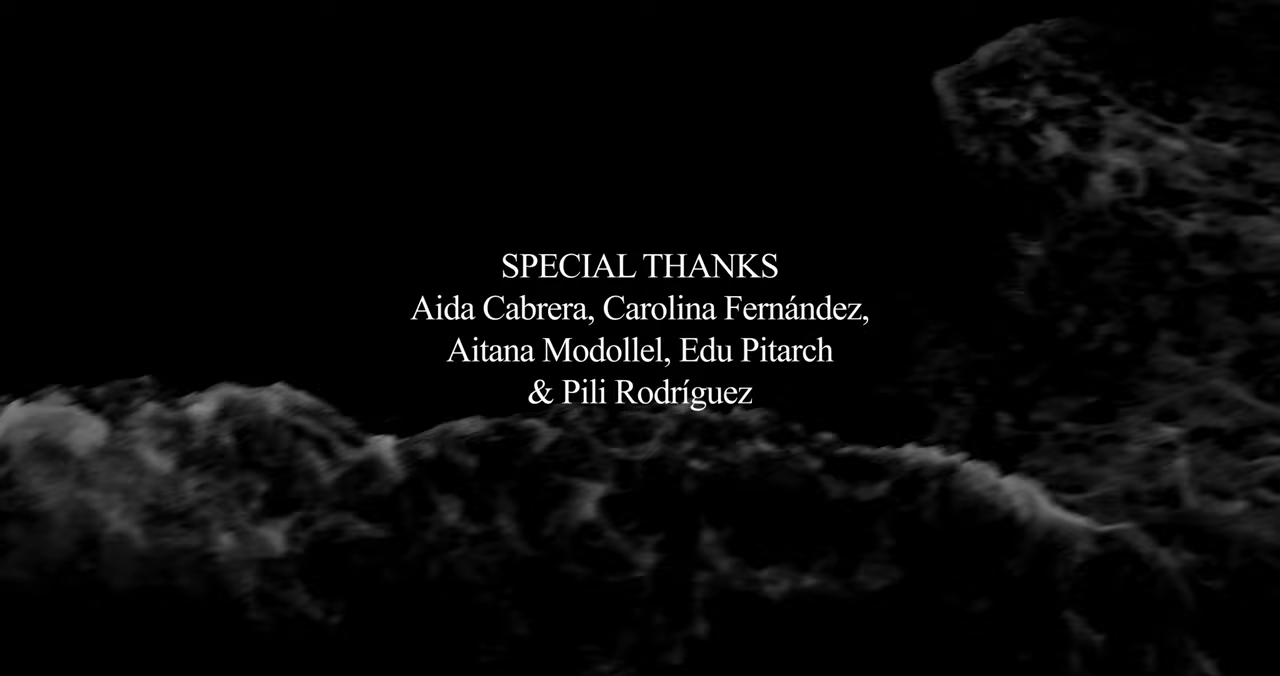 SPECIAL THANKS
Aida Cabrera, Carolina Fernández,
Aitana Modollel, Edu Pitarch
& Pili Rodríguez